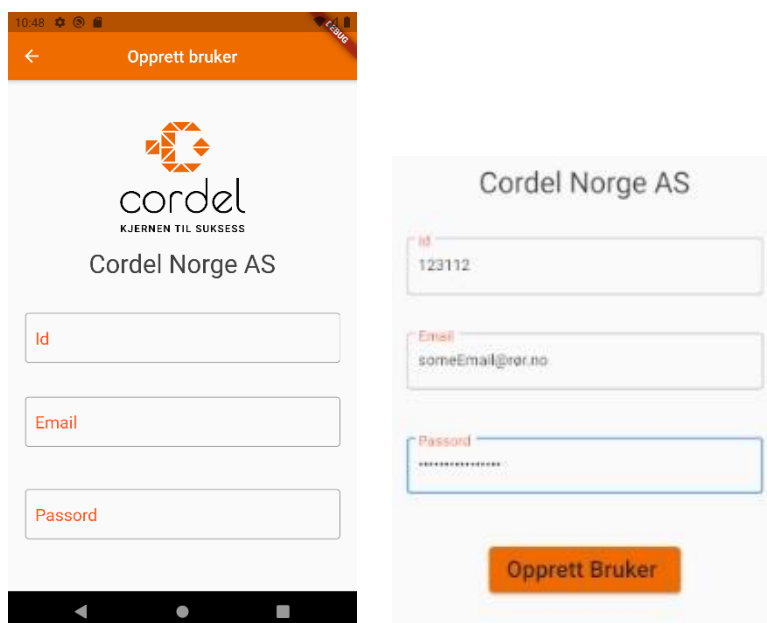 10:48
DEBUG
Opprett bruker
cordel
KJERNEN TIL SUKSESS
Cordel Norge AS
Id
Email
Passord
Cordel Norge AS
Id
123112
Email
someEmail@rør.no
Passord
••••••••••••••••
Opprett Bruker